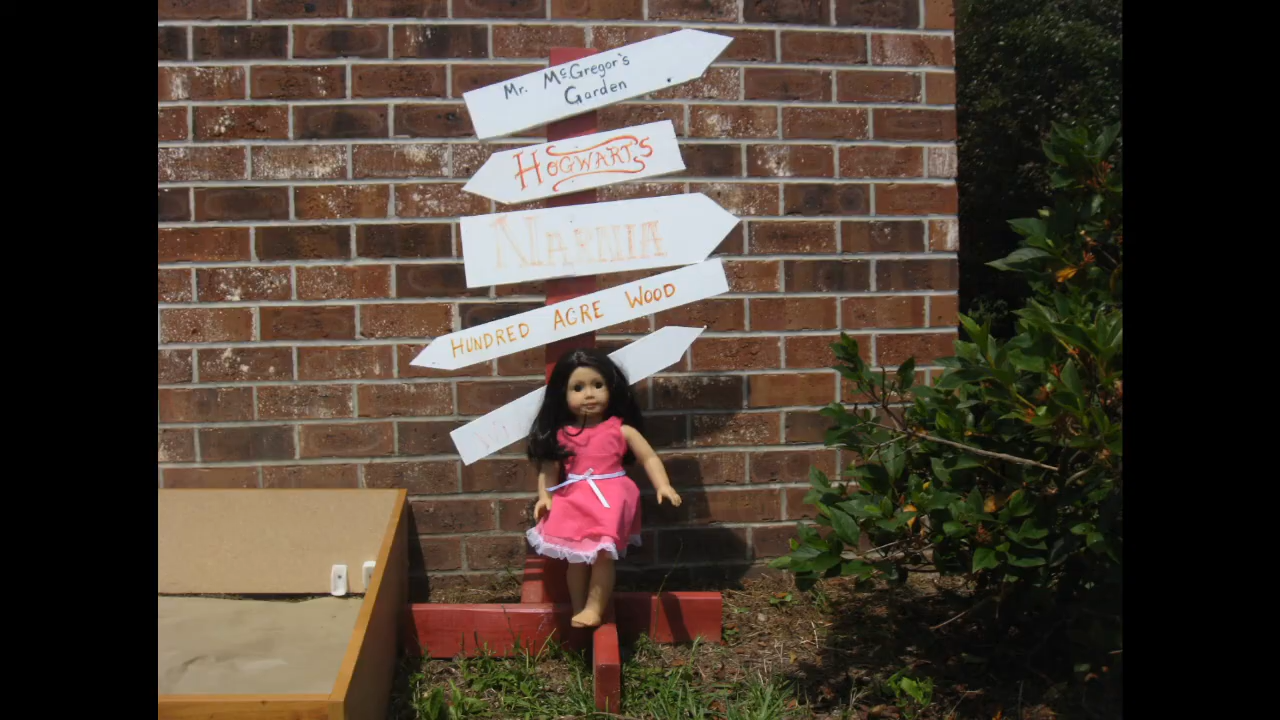 Mr. McGregor's
Garden
HOGWARTS
NARNIA
HUNDRED ACRE WOOD